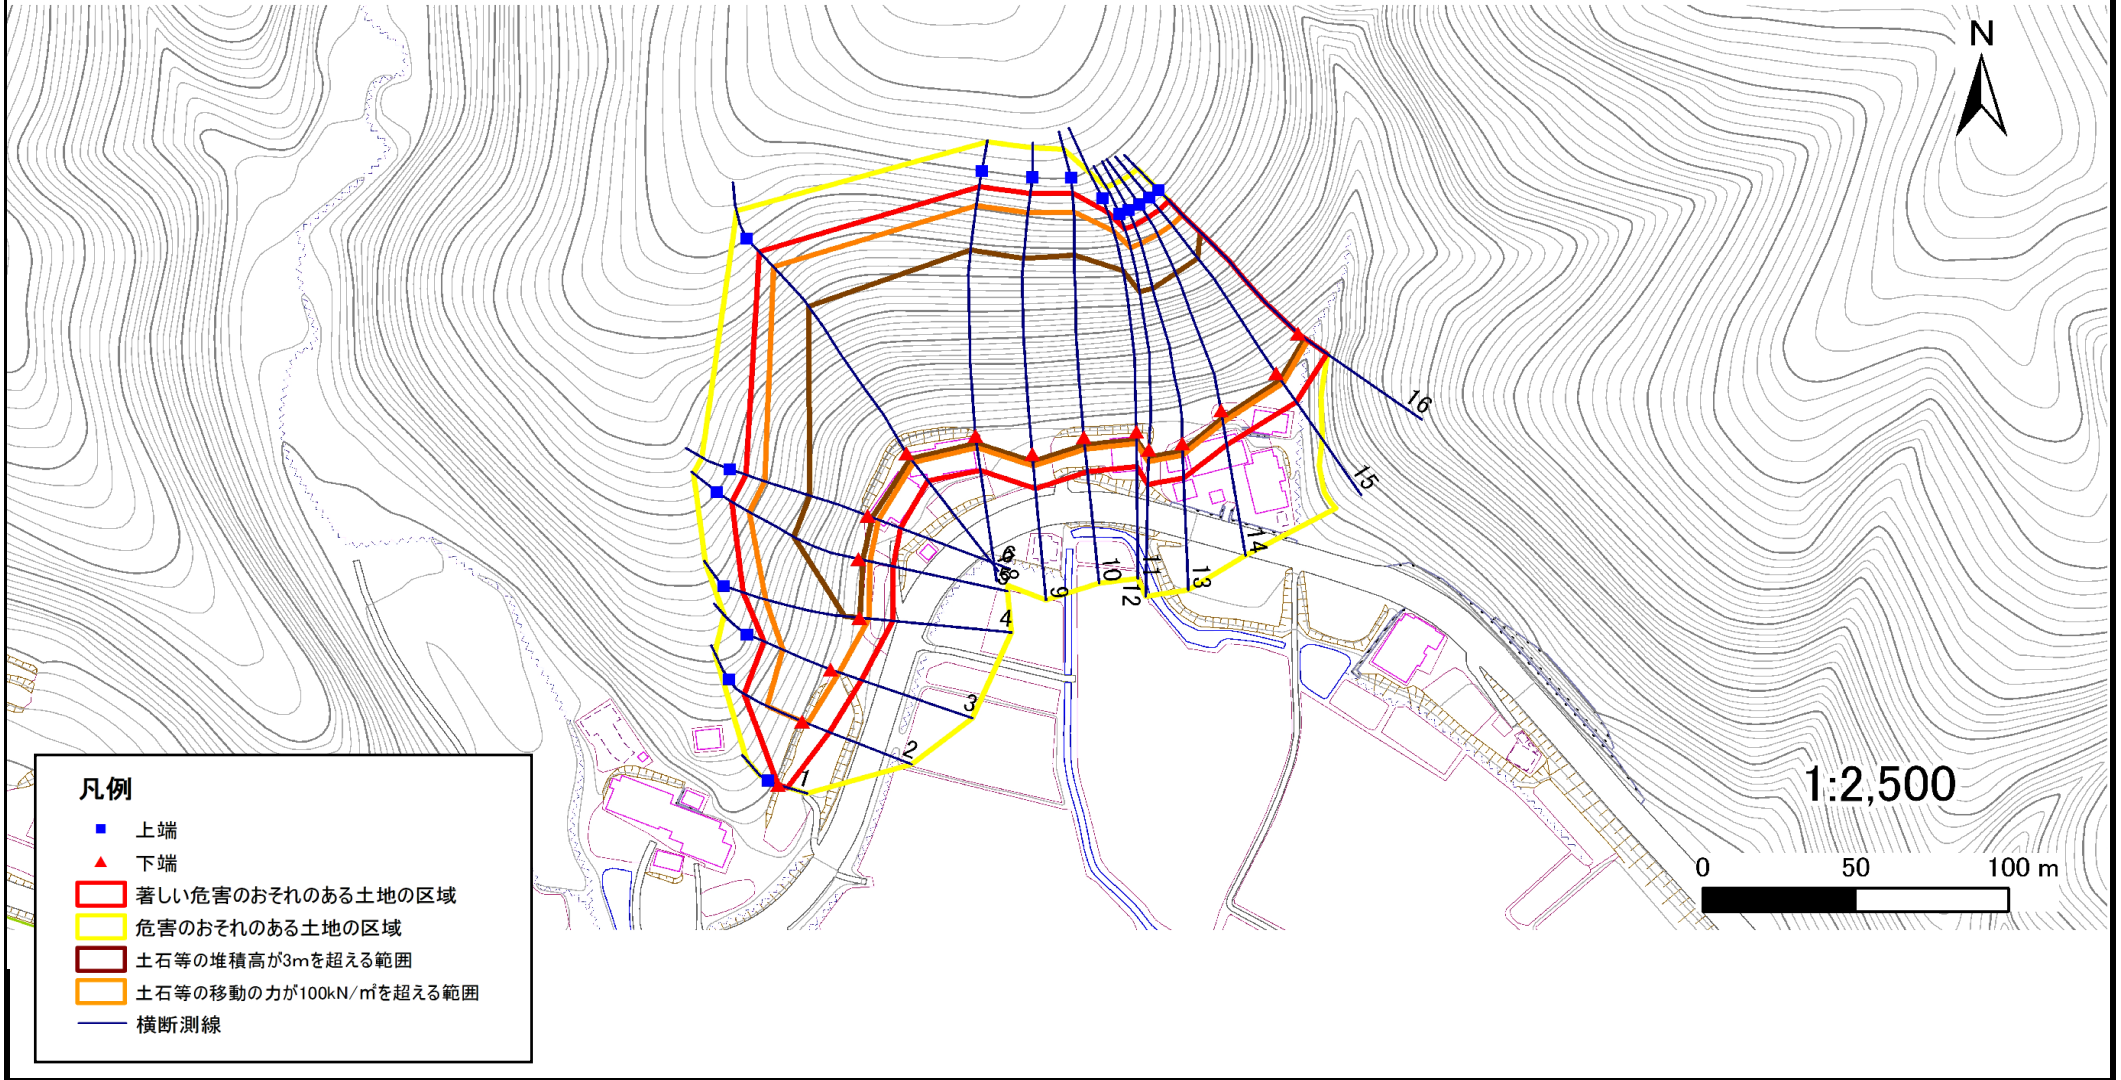 N
16
15
14
13
12
11
10
9
8
6
5
4
3
2
1
1:2,500
0 50 100 m
凡例
上端
下端
著しい危害のおそれのある土地の区域
危害のおそれのある土地の区域
土石等の堆積高が3mを超える範囲
土石等の移動の力が100kN/㎡を超える範囲
横断測線